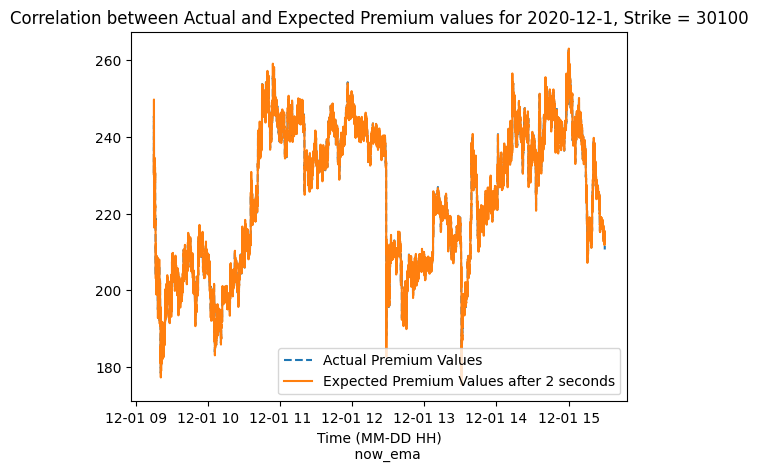 Correlation between Actual and Expected Premium values for 2020-12-1, Strike = 30100
260
240
220
200
180
Actual Premium Values
Expected Premium Values after 2 seconds
12-01 09 12-01 10 12-01 11 12-01 12 12-01 13 12-01 14 12-01 15
Time (MM-DD HH)
now_ema